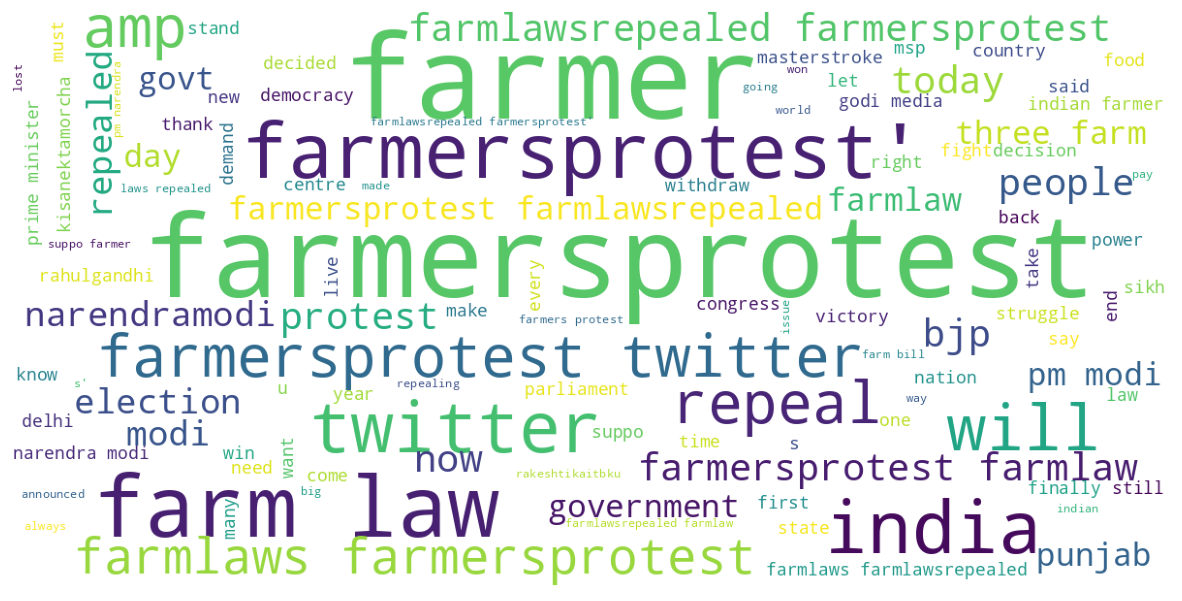 amp
stand
must
farmlawsrepealed farmersprotest
masterstroke
msp
country
food
lost
repealed
pm narendra
govt
decided
farmer
won
going
let
today
said
new
democracy
world
godi media
indian farmer
prime minister
kisanektamorcha
thank
demand
farmlawsrepealed farmersprotest'
farmersprotest'
three farm
day
right
fight
decision
laws repealed
centre
made
withdraw
farmlaw
people
pay
farmersprotest farmlawsrepealed
back
suppo farmer
farmersprotest
power
rahulgandhi
live
every
take
sikh
narendramodi
protest
make
farmers protest
congress
issue
victory
bjp
struggle
end
say
farmersprotest twitter
farm bill
know
s'
repealing
u
year
parliament
nation
pm modi
law
way
election
delhi
modi
twitter
suppo
repeal
one
will
narendra modi
win
want
now
time
s
need
come
rakeshtikaitbku
farmersprotest farmlaw
announced
big
farm law
many
government
first
finally
still
always
farmlawsrepealed farmlaw
state
india
indian
farmlaws farmersprotest
farmlaws farmlawsrepealed
punjab